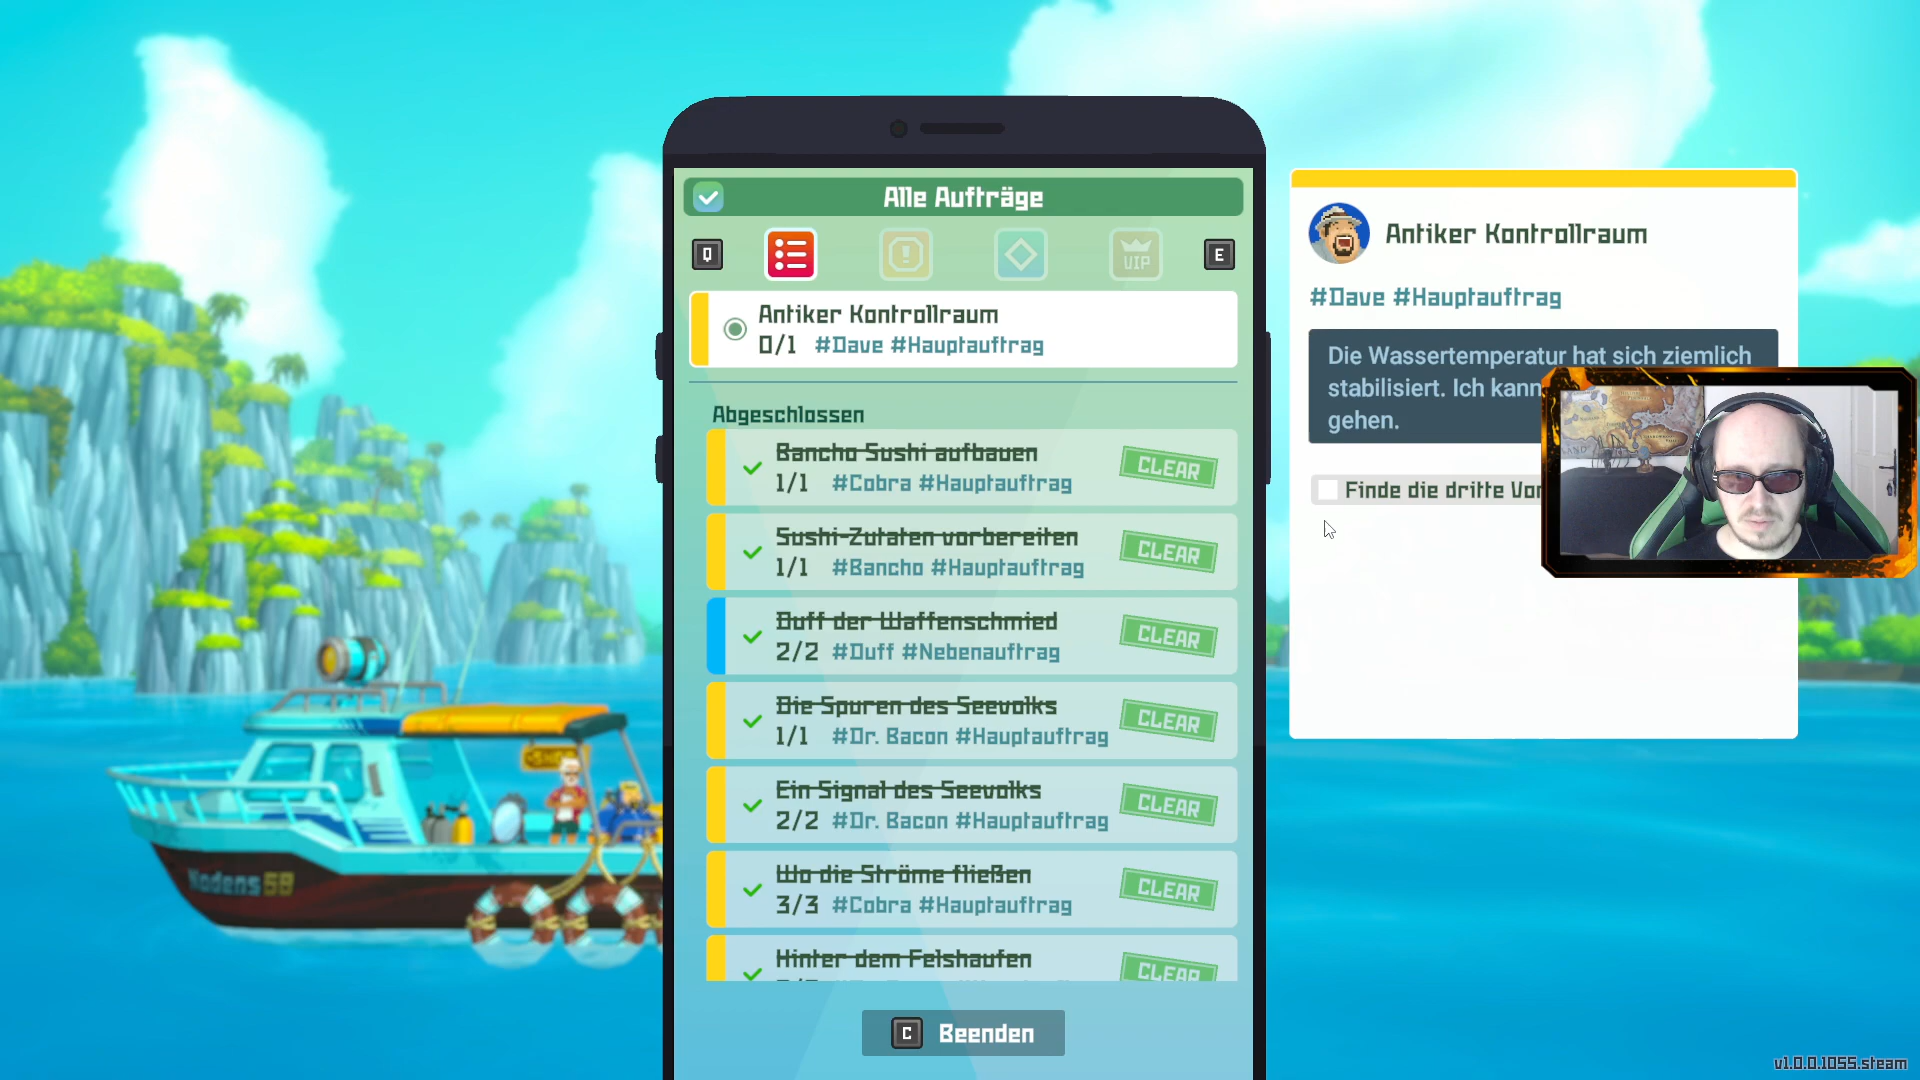 Alle Aufträge
Q
VIP
E
Antiker Kontrollraum
0/1 #Dave #Hauptauftrag
Abgeschlossen
Bancho Sushi aufbauen
1/1 #Cobra #Hauptauftrag
CLEAR
Sushi-Zutaten vorbereiten
1/1 #Bancho #Hauptauftrag
CLEAR
Duff der Waffenschmied
2/2 #Duff #Nebenauftrag
CLEAR
Die Spuren des Seevolks
1/1 #Dr. Bacon #Hauptauftrag
CLEAR
Ein Signal des Seevolks
2/2 #Dr. Bacon #Hauptauftrag
CLEAR
Wo die Ströme fließen
3/3 #Cobra #Hauptauftrag
CLEAR
Hinter dem Felshaufen
CLEAR
C Beenden
Antiker Kontrollraum
#Dave #Hauptauftrag
Die Wassertemperatur hat sich ziemlich
stabilisiert. Ich kann
gehen.
Finde die dritte Vor
Nodens68
v1.0.0.1055.steam